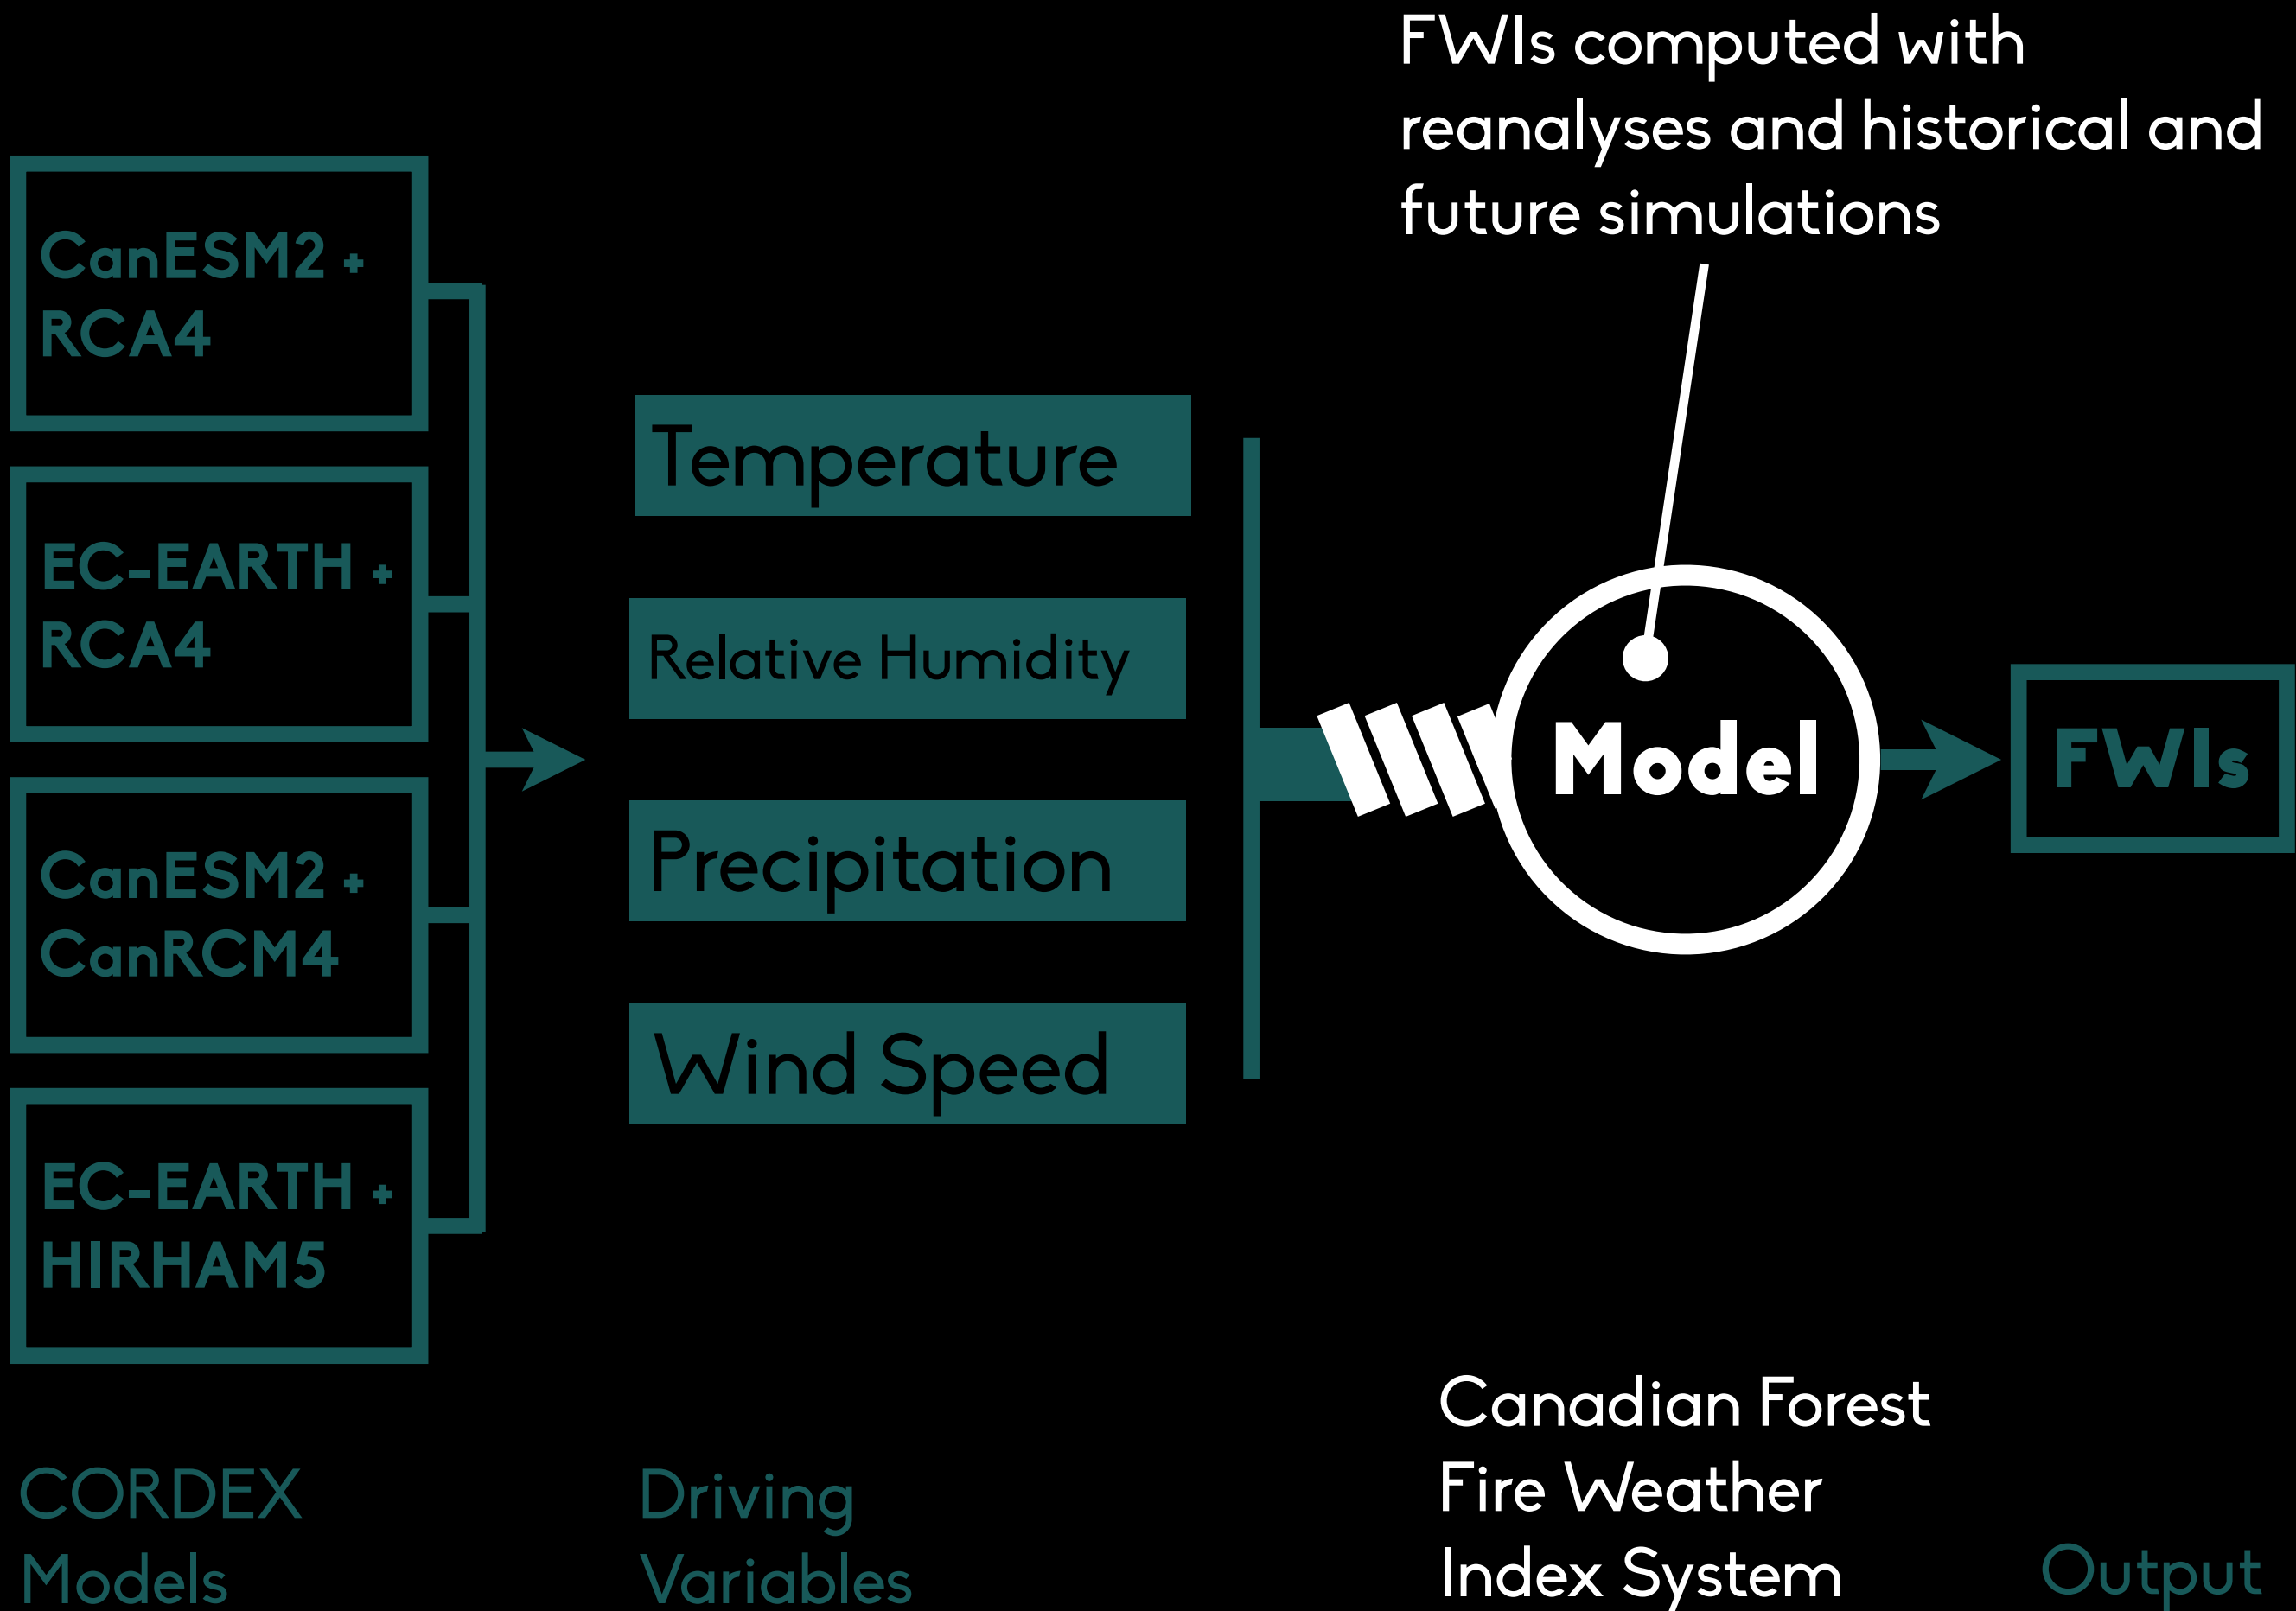 FWIs computed with
reanalyses and historical and
future simulations
CanESM2 +
RCA4
EC-EARTH +
RCA4
CanESM2 +
CanRCM4
EC-EARTH +
HIRHAM5
Temperature
Relative Humidity
Precipitation
Wind Speed
Model
FWIs
CORDEX
Models
Driving
Variables
Canadian Forest
Fire Weather
Index System
Output